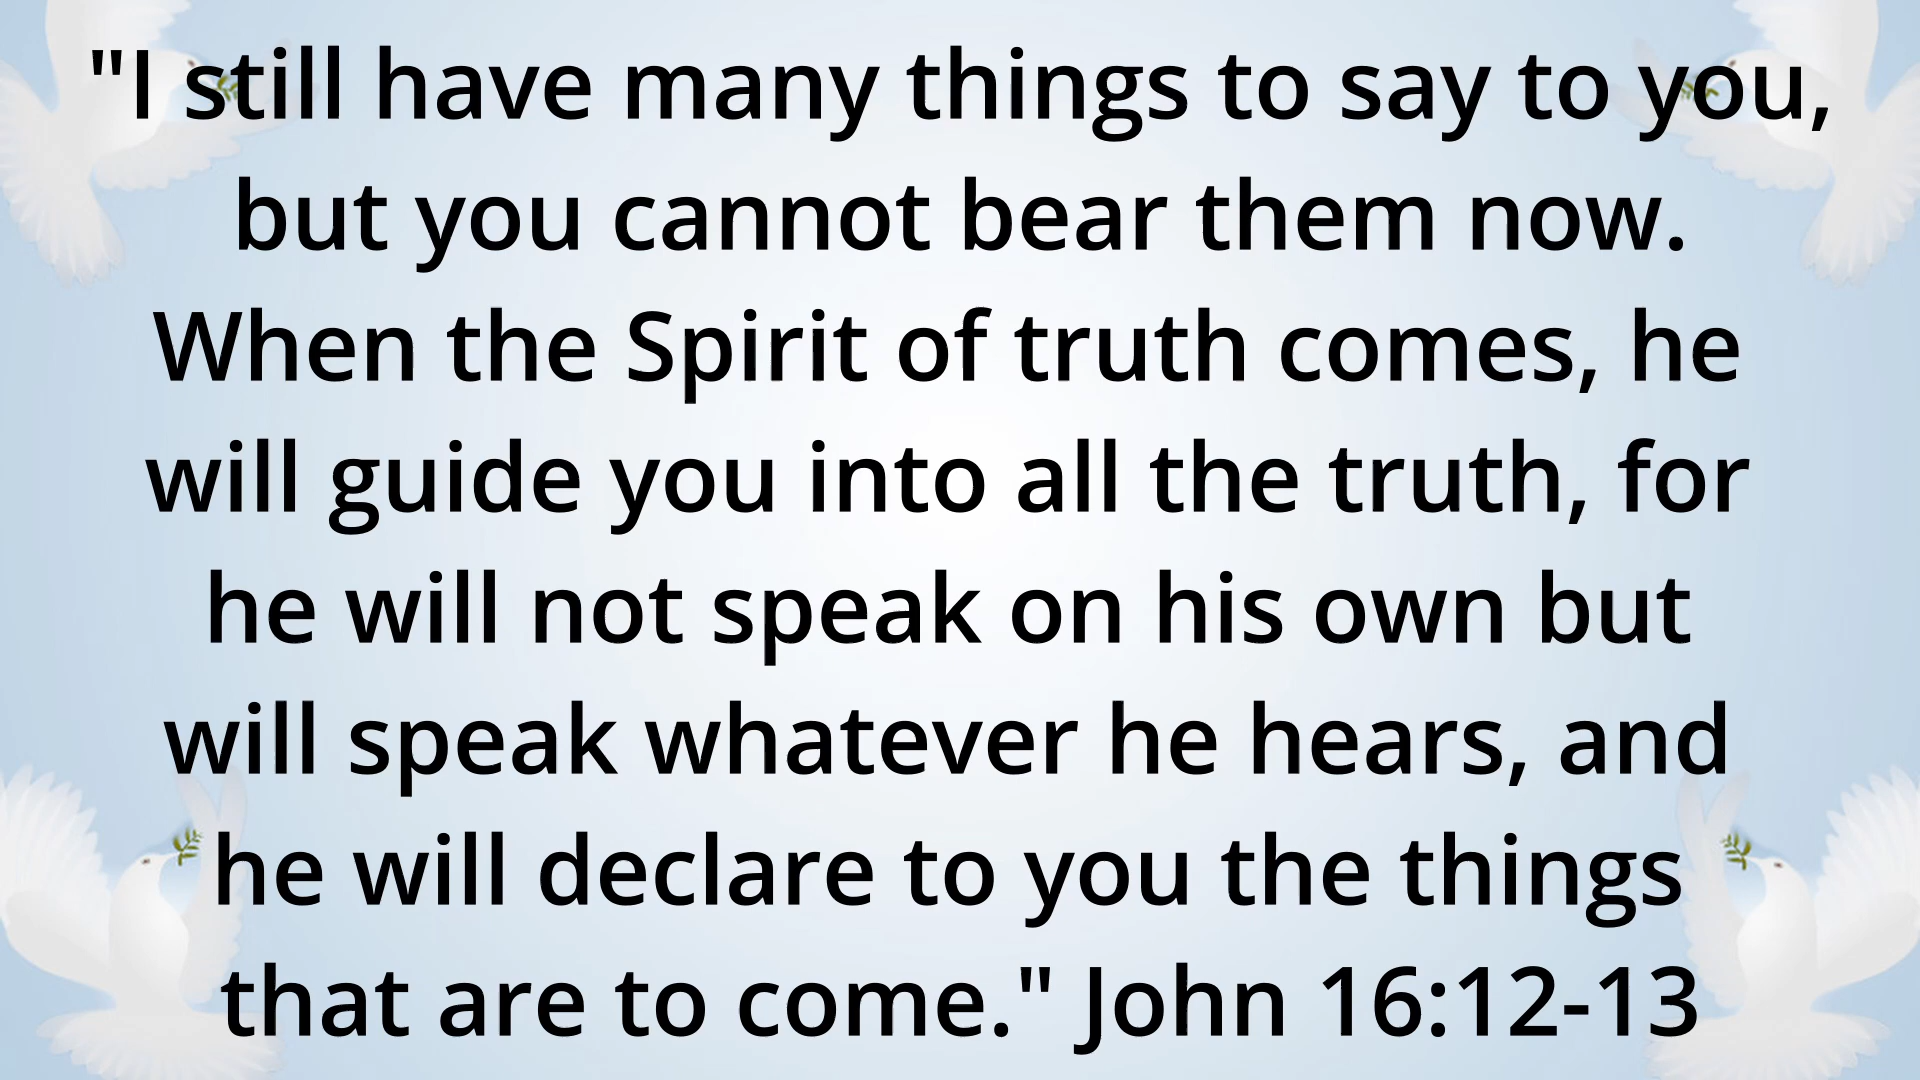 "I still have many things to say to you,
but you cannot bear them now.
When the Spirit of truth comes, he
will guide you into all the truth, for
he will not speak on his own but
will speak whatever he hears, and
he will declare to you the things
that are to come." John 16:12-13